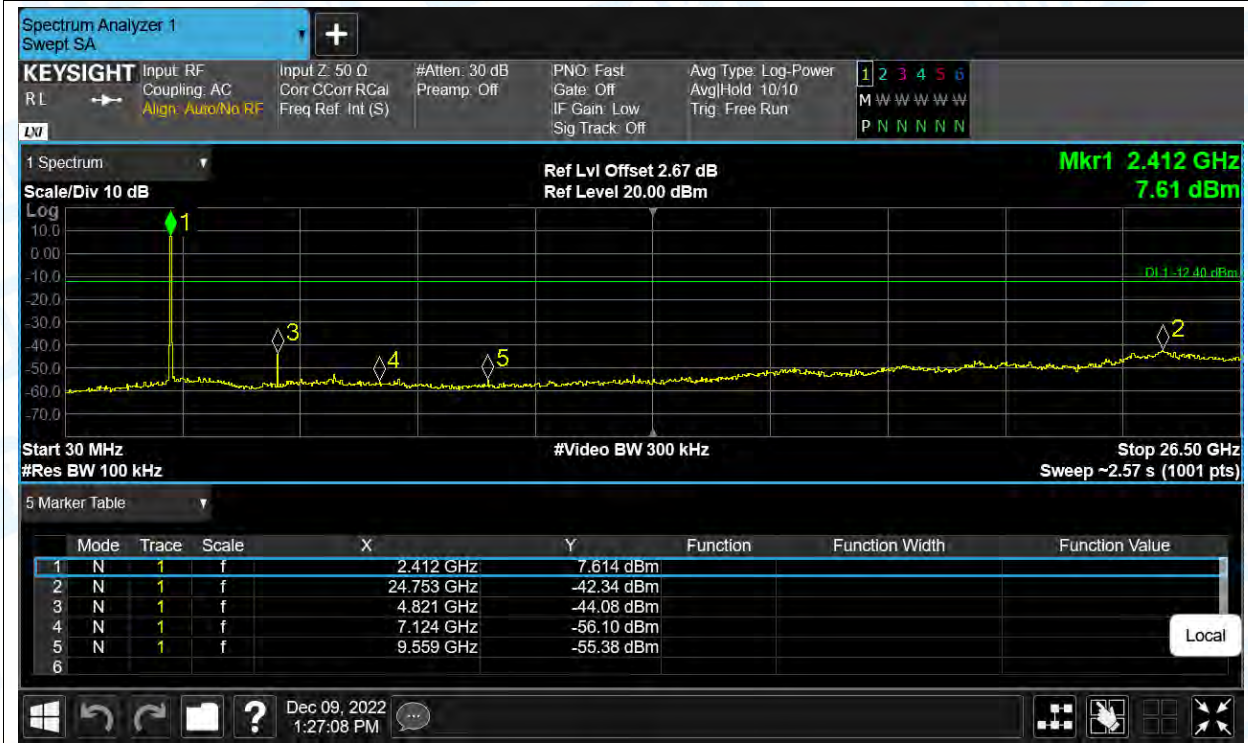 Spectrum Analyzer 1
Swept SA
+
KEYSIGHT Input: RF Input Z: 50 Ω #Atten: 30 dB PNO: Fast Avg Type: Log-Power 1 2 3 4 5 6
R L Coupling: AC Corr CCorr RCal Preamp: Off Gate: Off Avg|Hold: 10/10 M W W W W W
Align: Auto/No RF Freq Ref: Int (S) IF Gain: Low Trig: Free Run
LXI Sig Track: Off P N N N N N
1 Spectrum
Ref Lvl Offset 2.67 dB Mkr1 2.412 GHz
Scale/Div 10 dB Ref Level 20.00 dBm 7.61 dBm
Log
1
10.0
0.00
-10.0 DL1 -12.40 dBm
-20.0
-30.0 3 2
-40.0 4 5
-50.0
-60.0
-70.0
Start 30 MHz #Video BW 300 kHz Stop 26.50 GHz
#Res BW 100 kHz Sweep ~2.57 s (1001 pts)
5 Marker Table
Mode Trace Scale X Y Function Function Width Function Value
1 N 1 f 2.412 GHz 7.614 dBm
2 N 1 f 24.753 GHz -42.34 dBm
3 N 1 f 4.821 GHz -44.08 dBm
4 N 1 f 7.124 GHz -56.10 dBm
5 N 1 f 9.559 GHz -55.38 dBm
6
Local
? Dec 09, 2022
1:27:08 PM